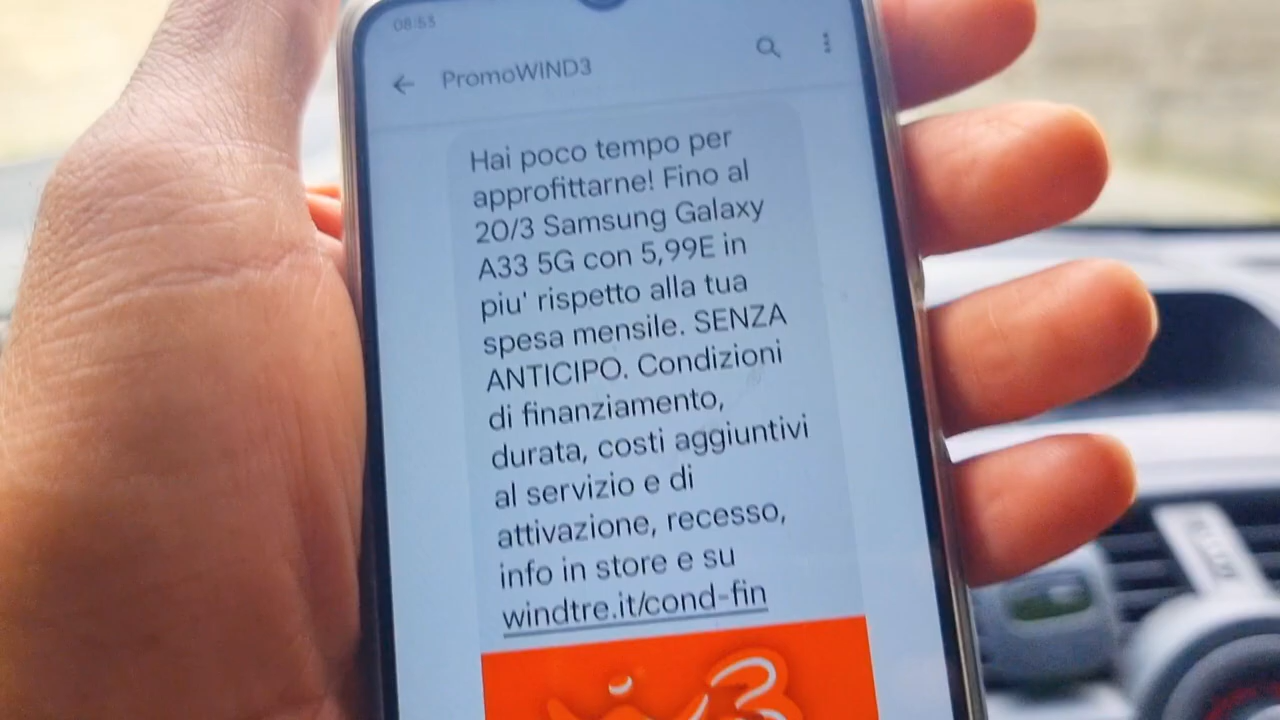 08:53
PromoWIND3
Hai poco tempo per
approfittarne! Fino al
20/3 Samsung Galaxy
A33 5G con 5,99E in
piu' rispetto alla tua
spesa mensile. SENZA
ANTICIPO. Condizioni
di finanziamento,
durata, costi aggiuntivi
al servizio e di
attivazione, recesso,
info in store e su
windtre.it/cond-fin
3